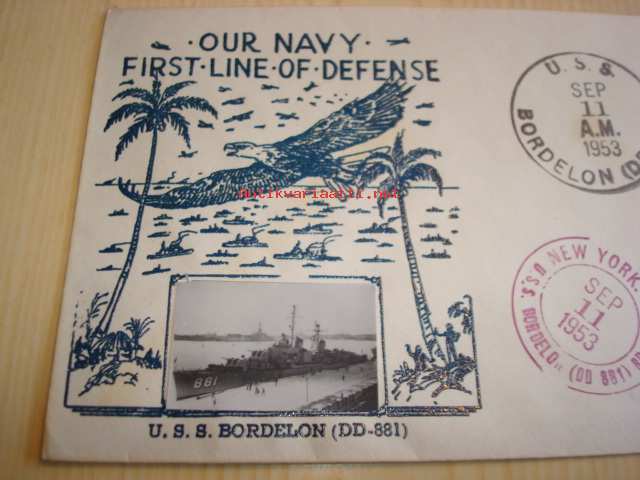 · OUR NAVY ·
FIRST · LINE · OF · DEFENSE
Antikvariaatti.net
881
U. S. S. BORDELON (DD-881)
U. S. S.
SEP
11
A.M.
1953
BORDELON (DD
NEW YORK,
SEP
11
1953
(DD 881)